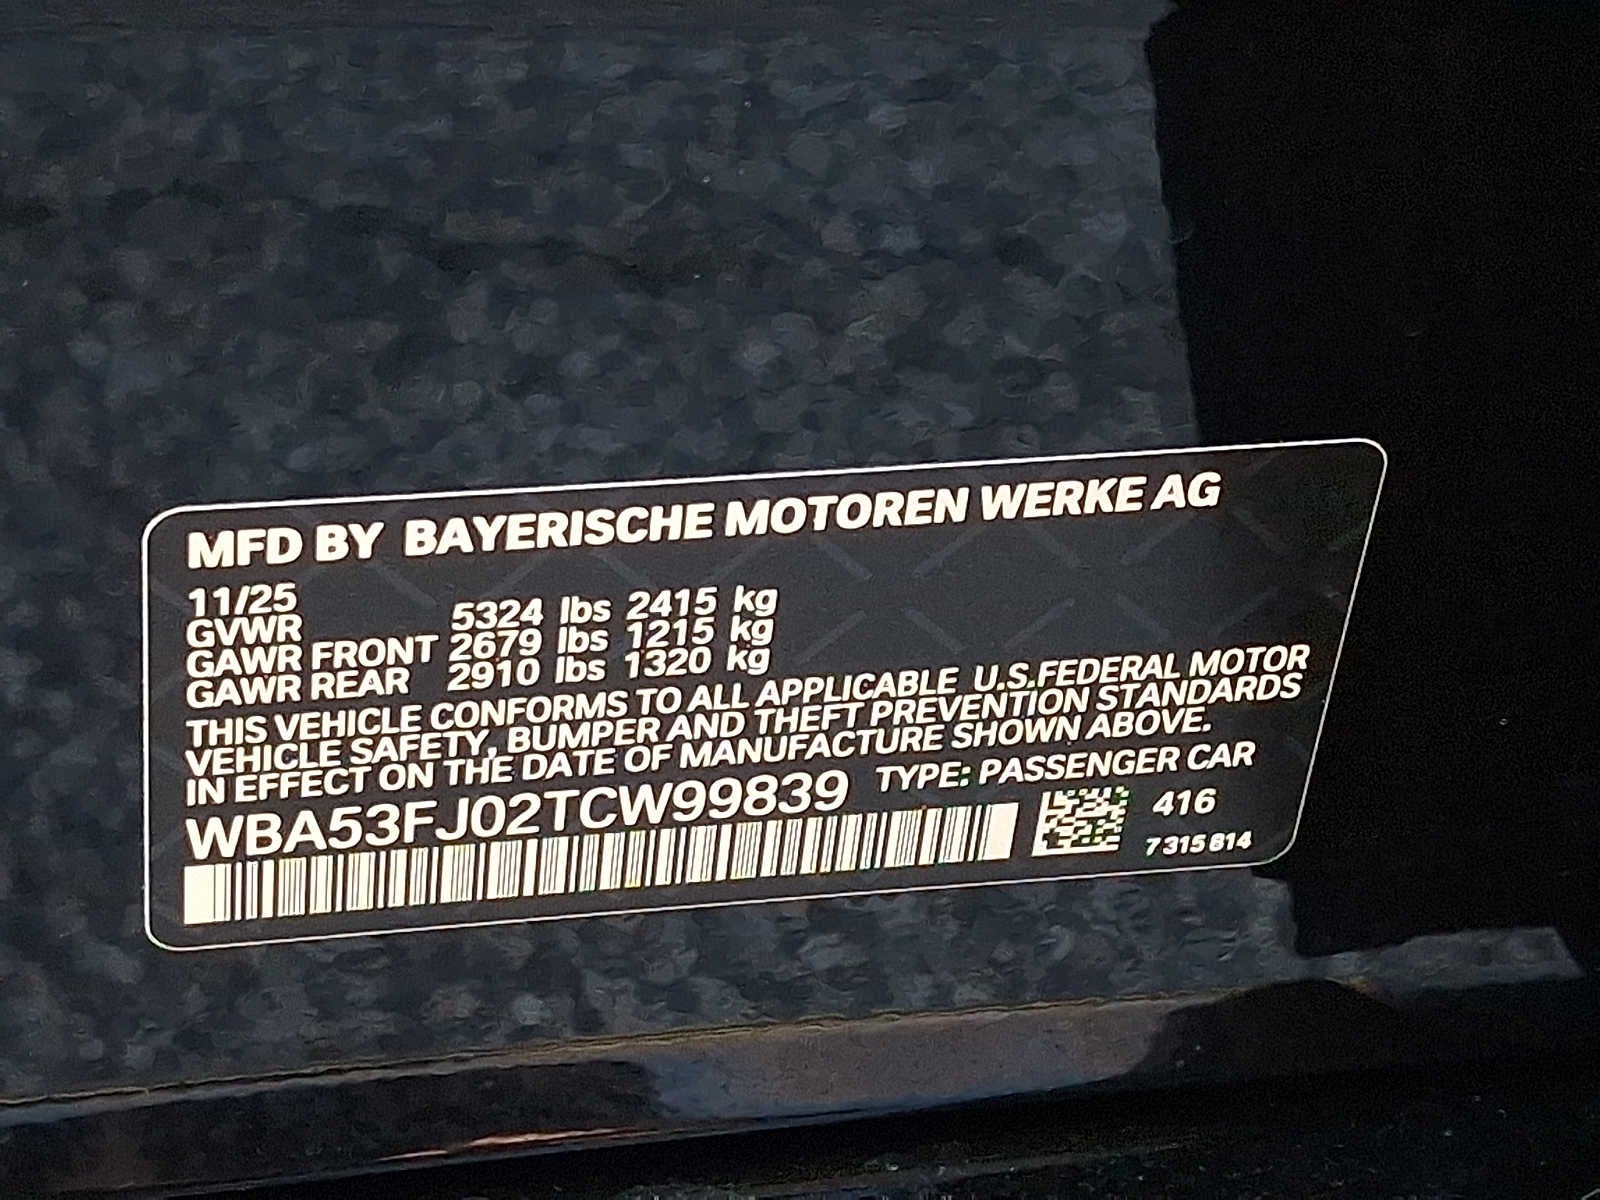 MFD BY BAYERISCHE MOTOREN WERKE AG
11/25
GVWR 5324 lbs 2415 kg
GAWR FRONT 2679 lbs 1215 kg
GAWR REAR 2910 lbs 1320 kg
THIS VEHICLE CONFORMS TO ALL APPLICABLE U.S.FEDERAL MOTOR
VEHICLE SAFETY, BUMPER AND THEFT PREVENTION STANDARDS
IN EFFECT ON THE DATE OF MANUFACTURE SHOWN ABOVE.
WBA53FJ02TCW99839 TYPE: PASSENGER CAR
416
7315814